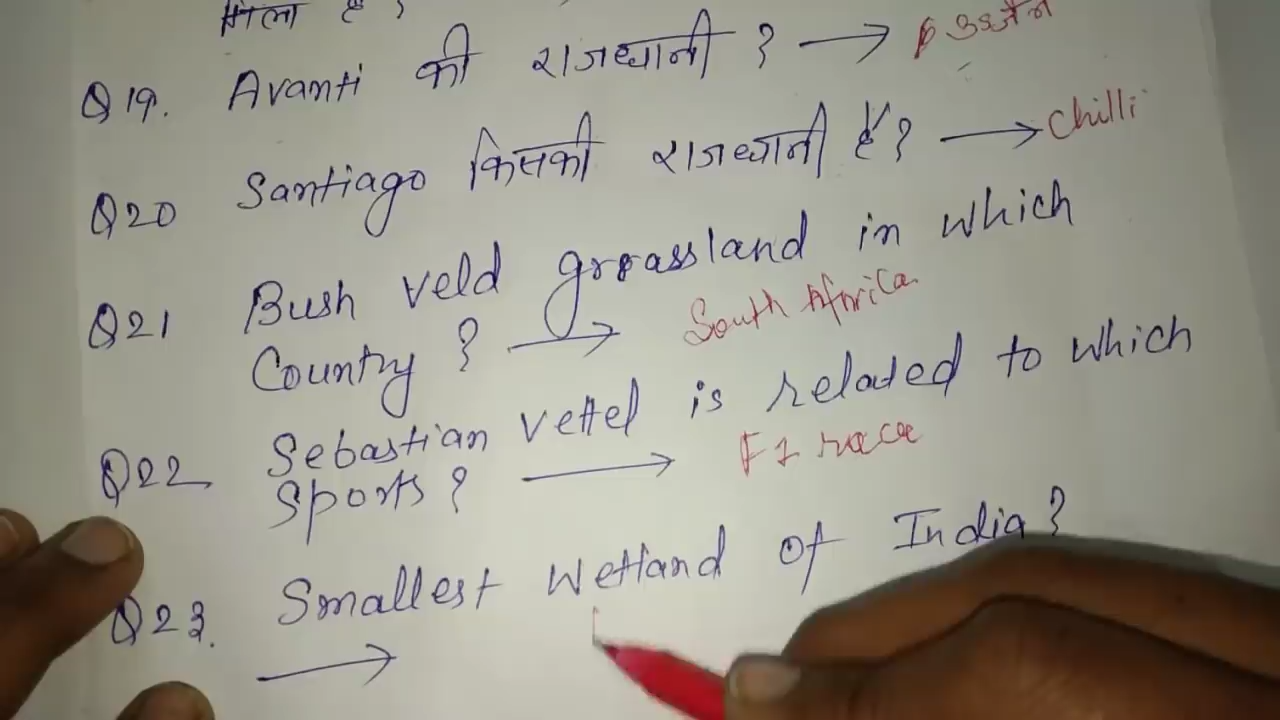 मिला है ?
Q19. Avanti की राजधानी ? → उज्जैन
Q20 Santiago किसकी राजधानी है ? → Chilli
Q21 Bush veld grassland in which
Country ? → South Africa
Q22 Sebastian vettel is related to which
Sports ? → F1 race
Q23. Smallest Wetland of India ?
→